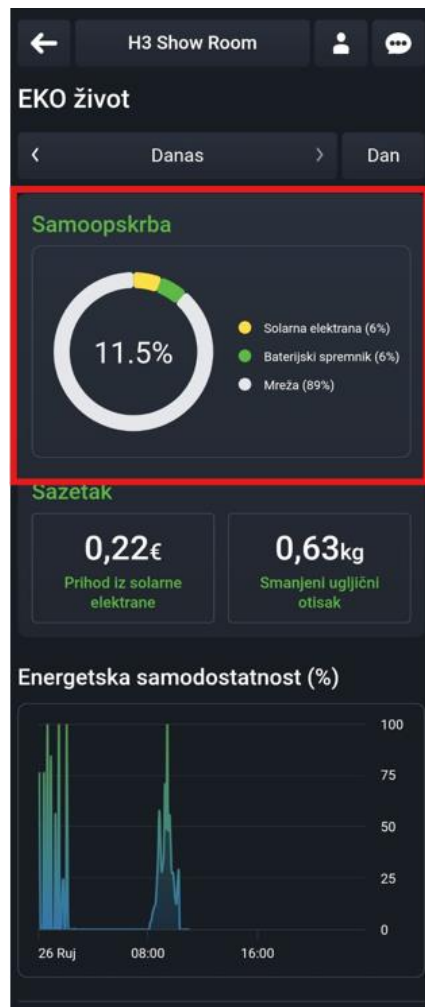 H3 Show Room
EKO život
Danas
Dan
Samoopskrba
11.5%
Solarna elektrana (6%)
Baterijski spremnik (6%)
Mreža (89%)
Sazetak
0,22€
Prihod iz solarne
elektrane
0,63kg
Smanjeni ugljični
otisak
Energetska samodostatnost (%)
100
75
50
25
0
26 Ruj
08:00
16:00